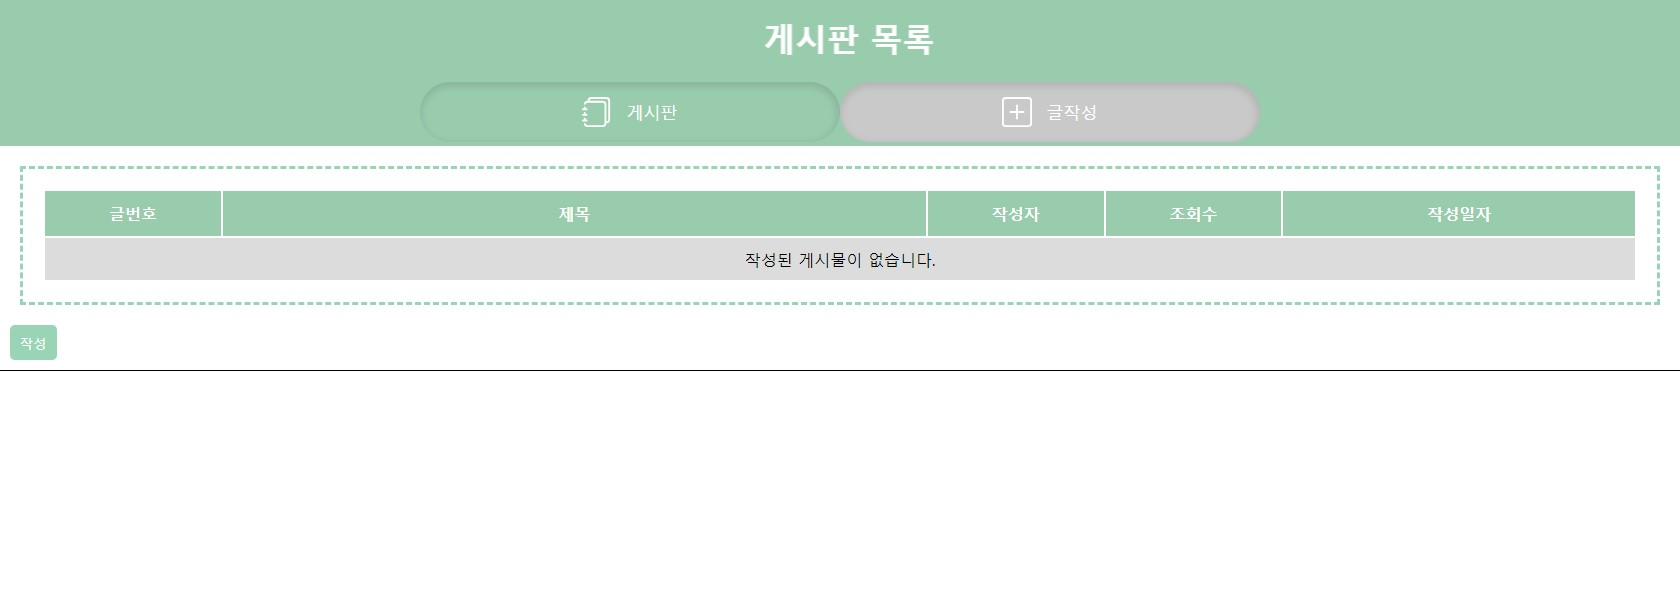 게시판 목록
게시판 글작성
글번호 제목 작성자 조회수 작성일자
작성된 게시물이 없습니다.
작성